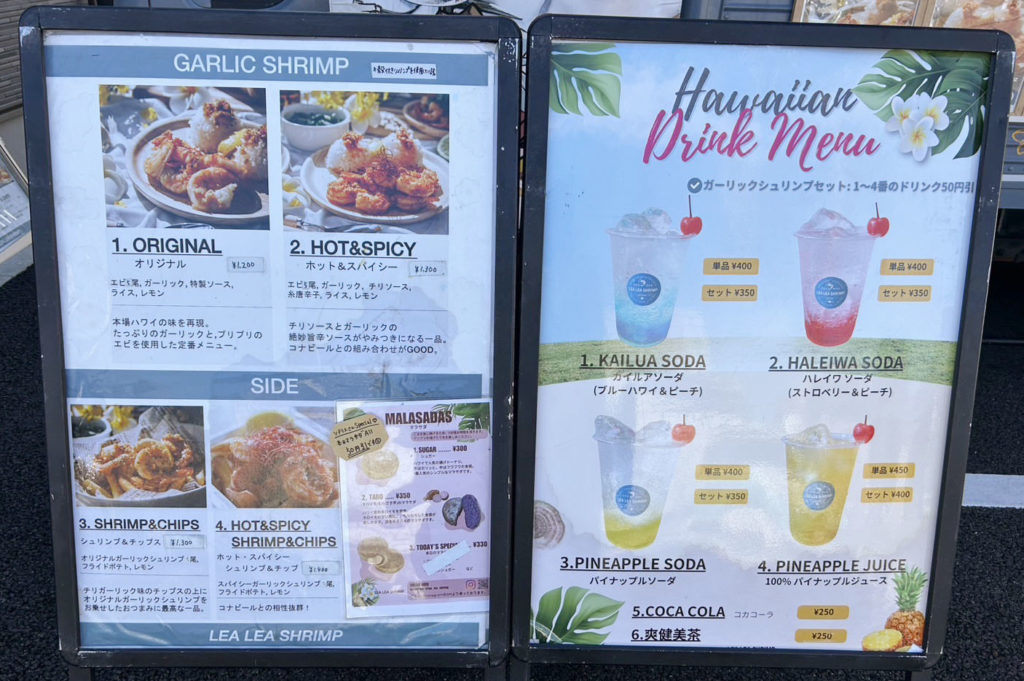 GARLIC SHRIMP
1. ORIGINAL
オリジナル
¥1,200
エビ5尾, ガーリック, 特製ソース,
ライス, レモン
本場ハワイの味を再現。
たっぷりのガーリックと、プリプリの
エビを使用した定番メニュー。
2. HOT&SPICY
ホット&スパイシー
¥1,300
エビ5尾, ガーリック, チリソース,
糸唐辛子, ライス, レモン
チリソースとガーリックの
絶妙旨辛ソースがやみつきになる一品。
コナビールとの組み合わせがGOOD。
SIDE
3. SHRIMP&CHIPS
シュリンプ&チップス
¥1,300
オリジナルガーリックシュリンプ 尾,
フライドポテト, レモン
チリガーリック味のチップスの上に
オリジナルガーリックシュリンプを
お乗せしたおつまみに最高な一品。
4. HOT&SPICY
SHRIMP&CHIPS
ホット・スパイシー
シュリンプ&チップ
¥1,400
スパイシーガーリックシュリンプ 尾,
フライドポテト, レモン
コナビールとの相性抜群!
MALASADAS
マラサダ
1.SUGAR ...... ¥300
シュガー
2. TARO ..... ¥350
3. TODAY'S SPECIAL ¥330
LEA LEA SHRIMP
Hawaiian
Drink Menu
ガーリックシュリンプセット: 1〜4番のドリンク50円引
LEA LEA SHRIMP
単品 ¥400
セット ¥350
1. KAILUA SODA
カイルアソーダ
(ブルーハワイ&ピーチ)
LEA LEA SHRIMP
単品 ¥400
セット ¥350
2. HALEIWA SODA
ハレイワ ソーダ
(ストロベリー&ピーチ)
単品 ¥400
セット ¥350
3.PINEAPPLE SODA
パイナップルソーダ
単品 ¥450
セット ¥400
4. PINEAPPLE JUICE
100% パイナップルジュース
5.COCA COLA コカコーラ ¥250
6.爽健美茶 ¥250